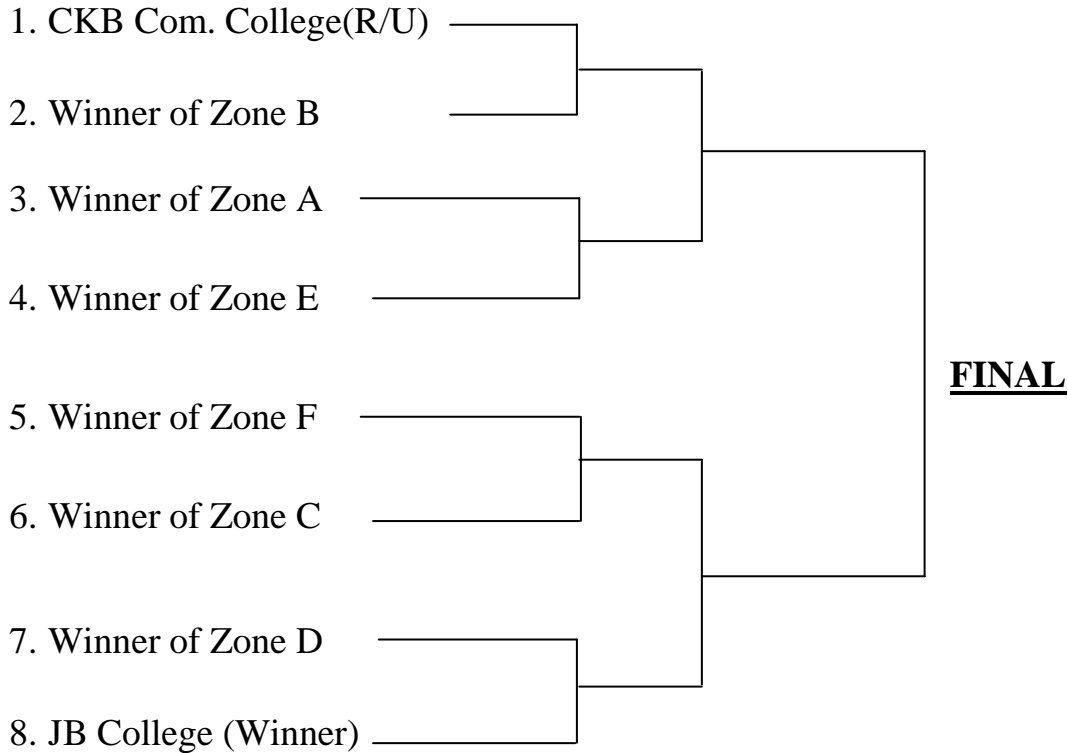 1. CKB Com. College(R/U)
2. Winner of Zone B
3. Winner of Zone A
4. Winner of Zone E
FINAL
5. Winner of Zone F
6. Winner of Zone C
7. Winner of Zone D
8. JB College (Winner)